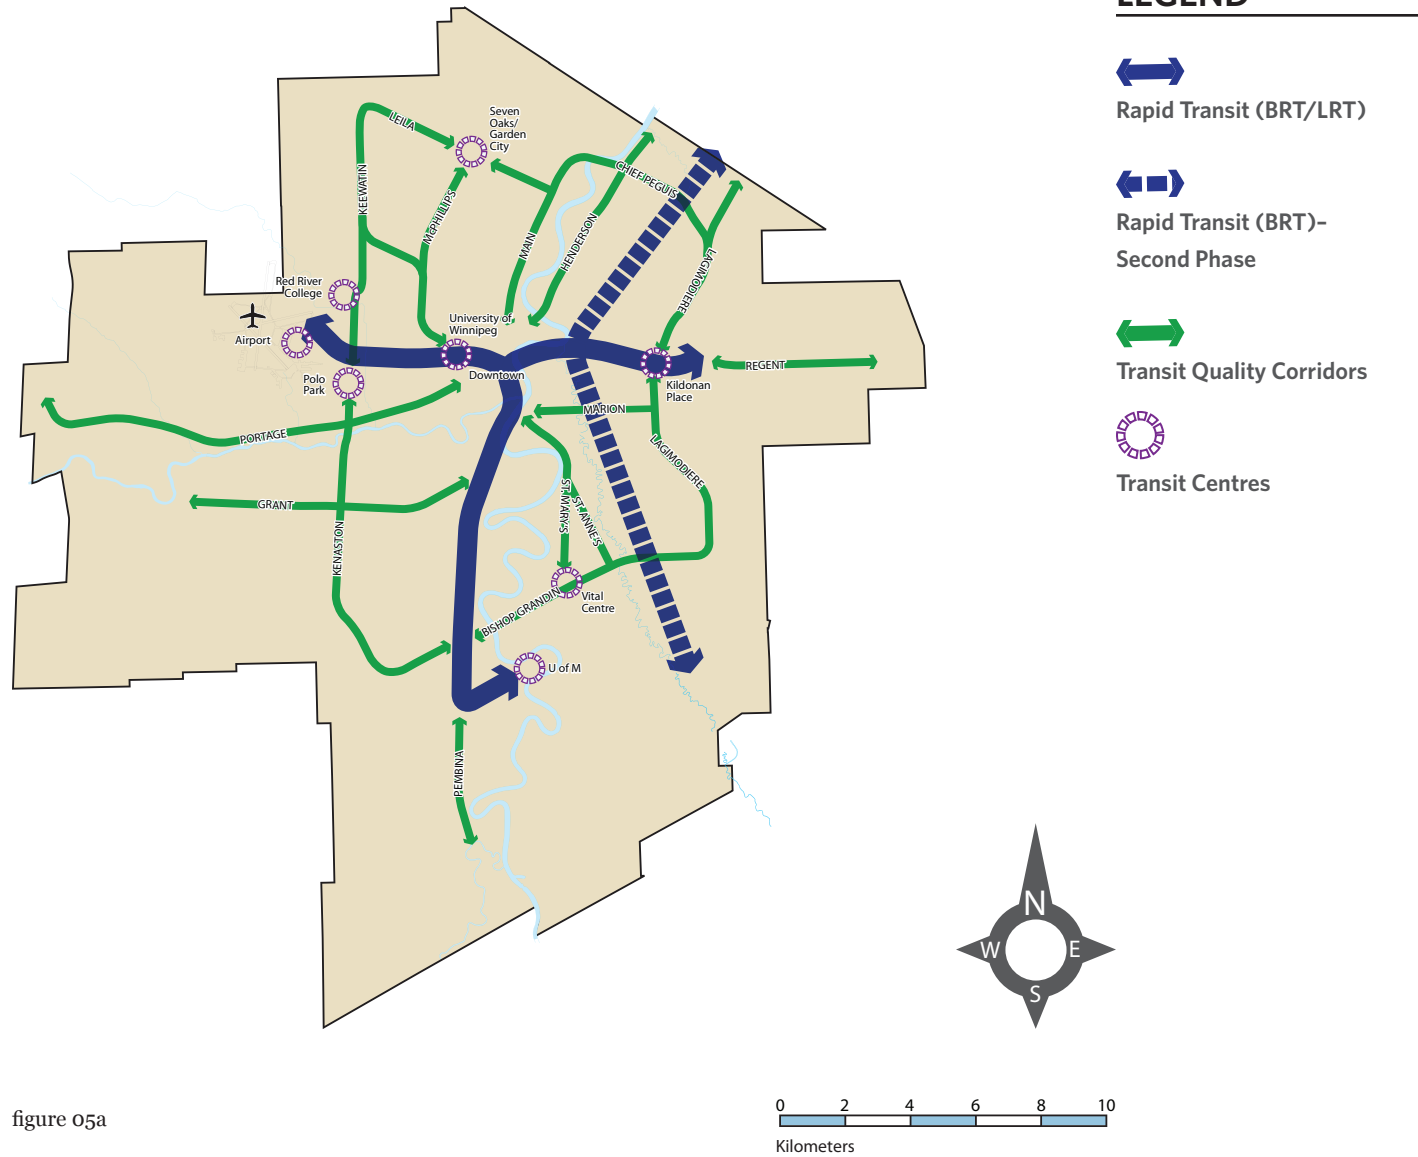 LEGEND
Rapid Transit (BRT/LRT)
Rapid Transit (BRT)–
Second Phase
Transit Quality Corridors
Transit Centres
Seven
Oaks/
Garden
City
LEILA
KEEWATIN
McPHILLIPS
MAIN
HENDERSON
CHIEF PEGUIS
LAGIMODIERE
Red River
College
Airport
University of
Winnipeg
Downtown
Polo
Park
Kildonan
Place
REGENT
MARION
PORTAGE
LAGIMODIERE
GRANT
KENASTON
ST. MARY'S
ST. ANNE'S
BISHOP GRANDIN
Vital
Centre
U of M
PEMBINA
N
W
E
S
0 2 4 6 8 10
Kilometers
figure 05a